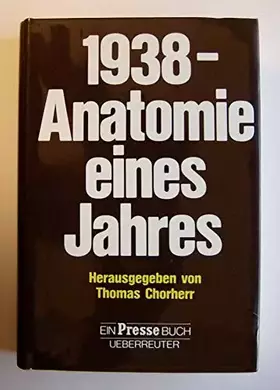 1938 –
Anatomie
eines
Jahres
Herausgegeben von
Thomas Chorherr
EIN Presse BUCH
UEBERREUTER